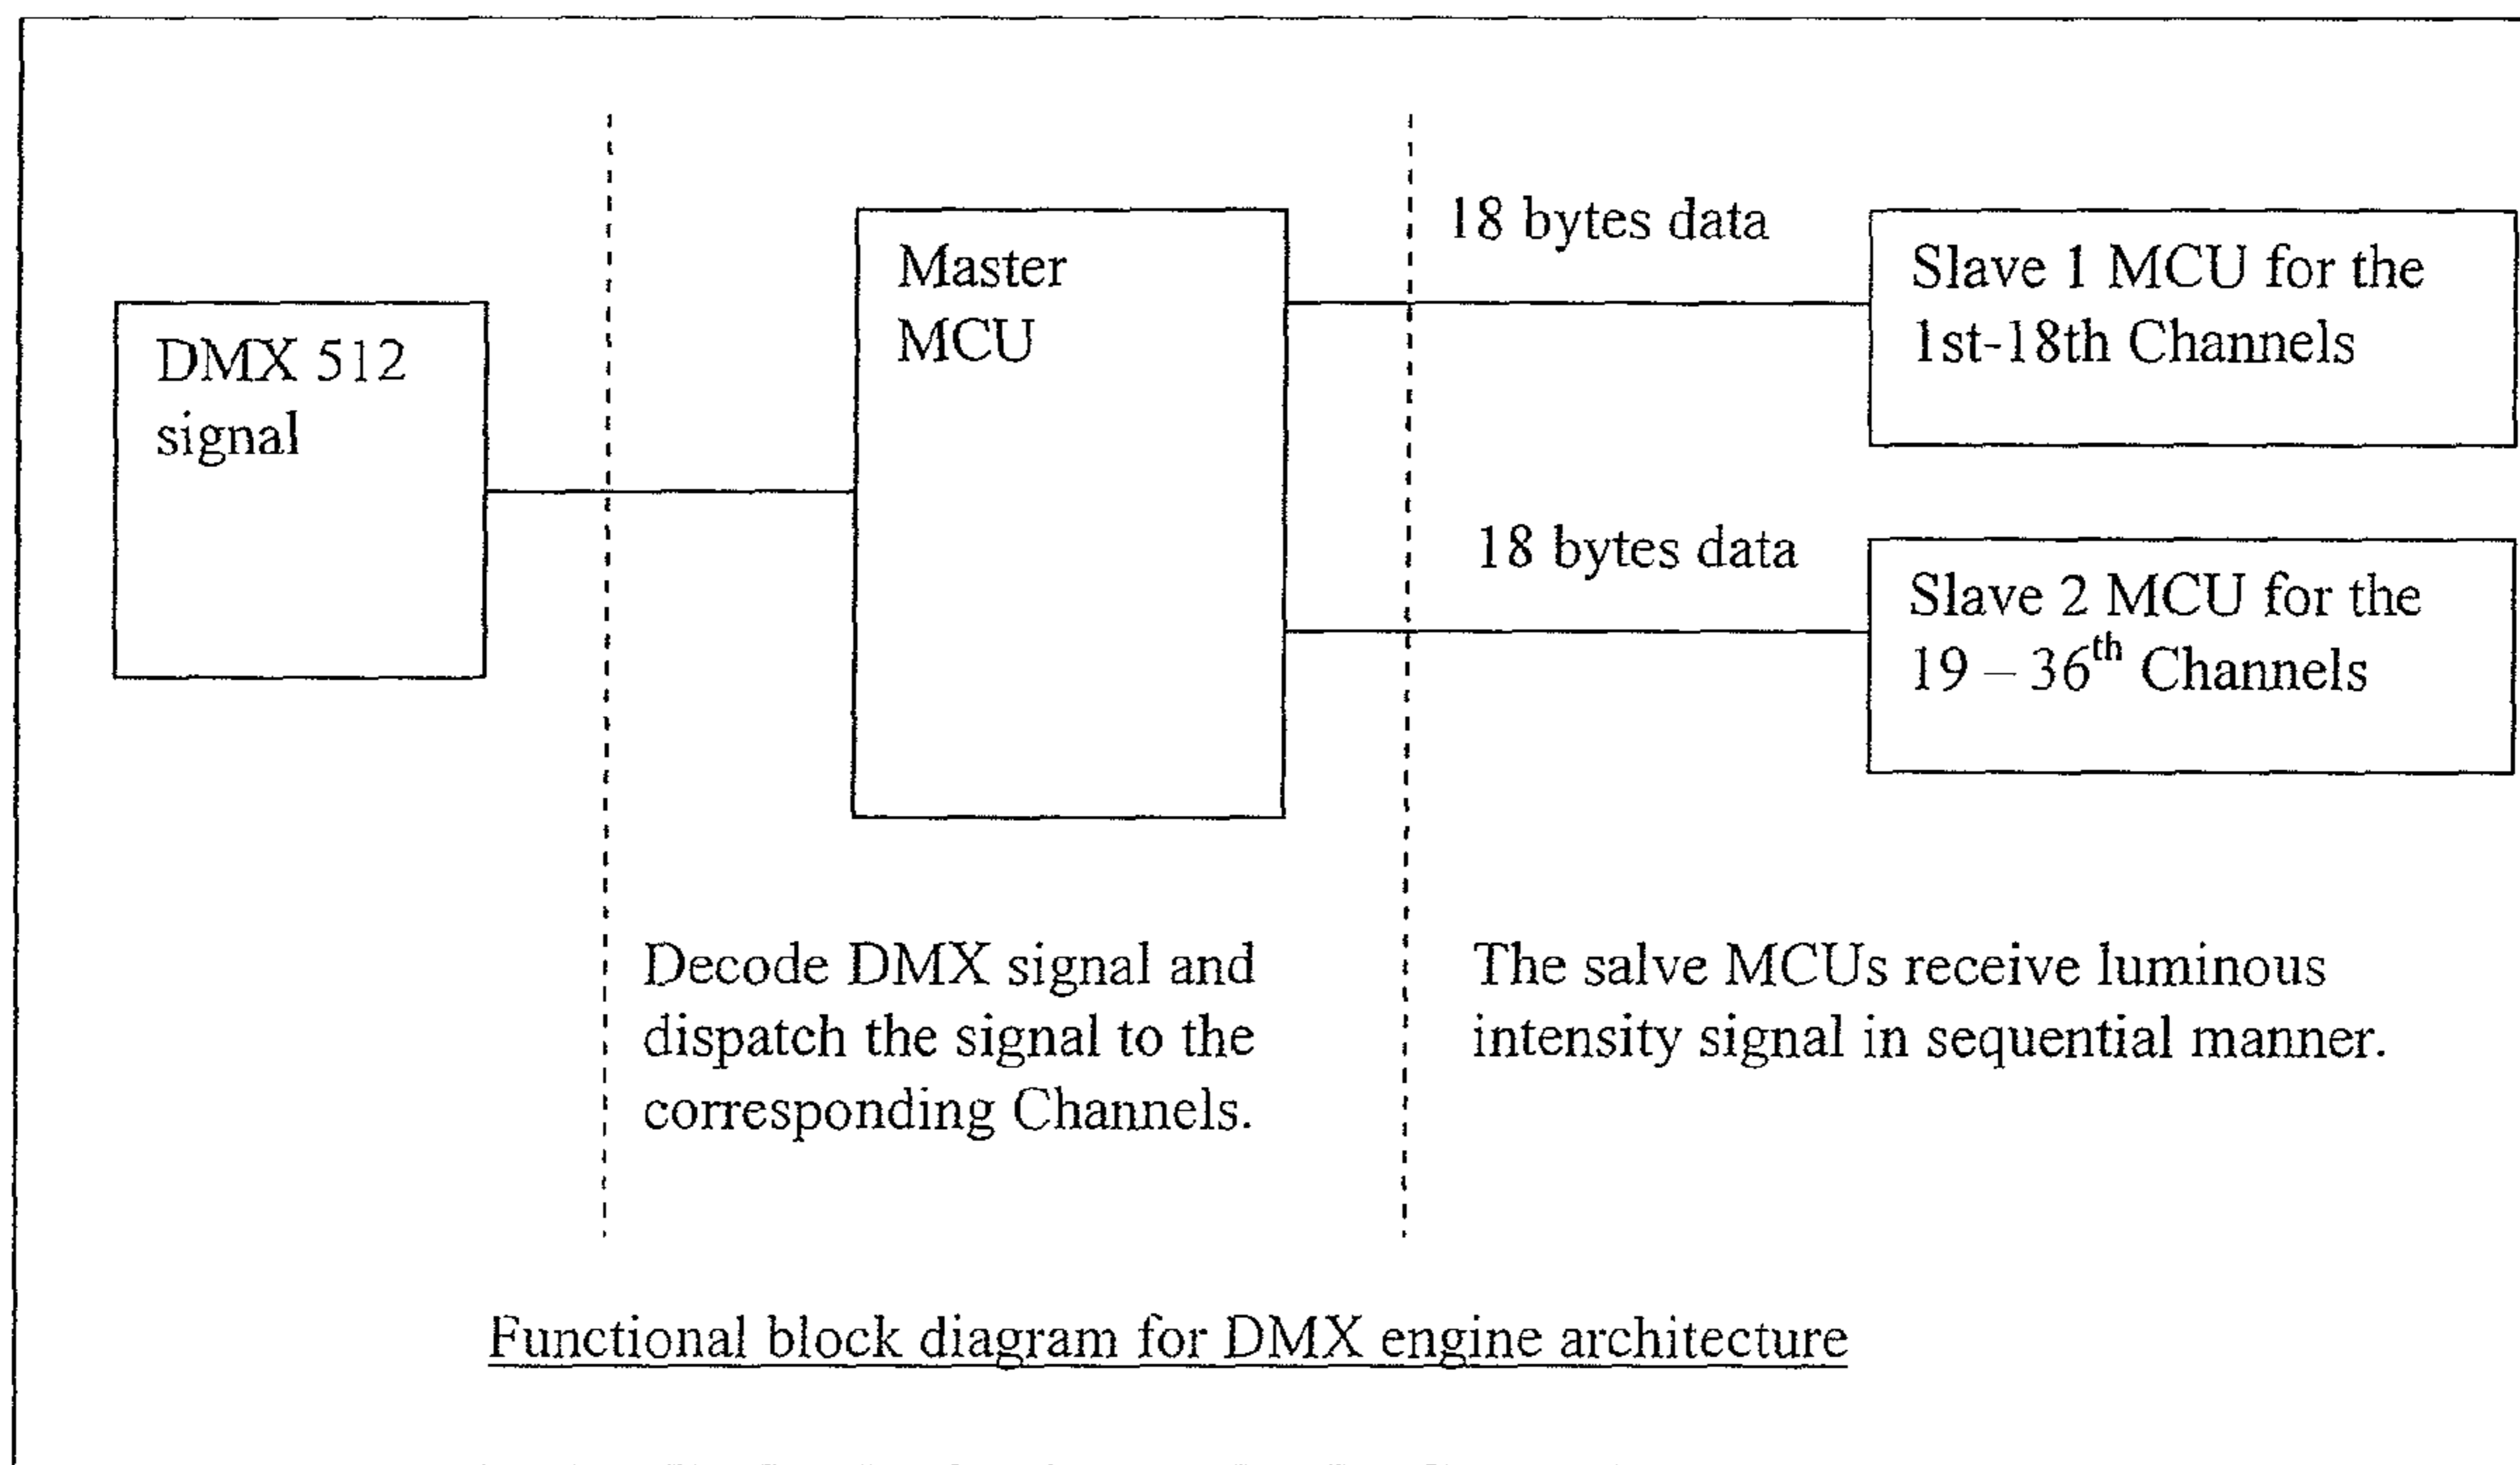 DMX 512
signal
Master
MCU
18 bytes data
Slave 1 MCU for the
1st-18th Channels
18 bytes data
Slave 2 MCU for the
19 – 36th Channels
Decode DMX signal and
dispatch the signal to the
corresponding Channels.
The salve MCUs receive luminous
intensity signal in sequential manner.
Functional block diagram for DMX engine architecture